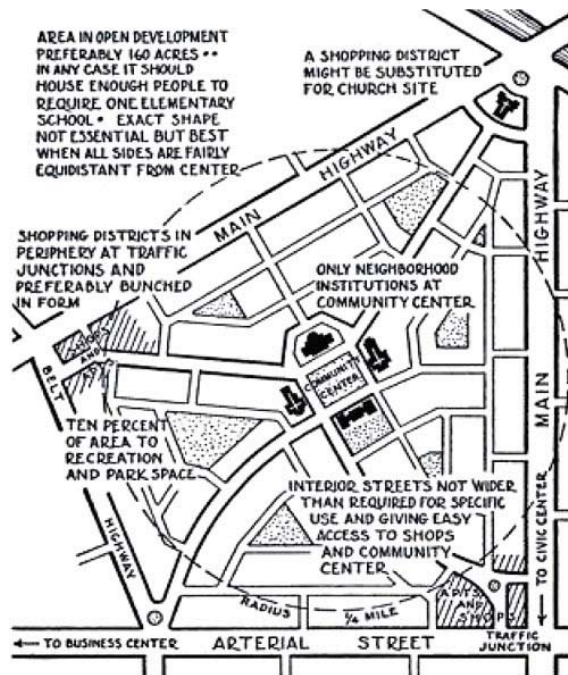 AREA IN OPEN DEVELOPMENT
PREFERABLY 160 ACRES ••
IN ANY CASE IT SHOULD
HOUSE ENOUGH PEOPLE TO
REQUIRE ONE ELEMENTARY
SCHOOL • EXACT SHAPE
NOT ESSENTIAL BUT BEST
WHEN ALL SIDES ARE FAIRLY
EQUIDISTANT FROM CENTER
A SHOPPING DISTRICT
MIGHT BE SUBSTITUTED
FOR CHURCH SITE
MAIN HIGHWAY
HIGHWAY MAIN
SHOPPING DISTRICTS IN
PERIPHERY AT TRAFFIC
JUNCTIONS AND
PREFERABLY BUNCHED
IN FORM
ONLY NEIGHBORHOOD
INSTITUTIONS AT
COMMUNITY CENTER
SHOPS
AND
APTS
BELT
HIGHWAY
COMMUNITY
CENTER
TEN PERCENT
OF AREA TO
RECREATION
AND PARK SPACE
INTERIOR STREETS NOT WIDER
THAN REQUIRED FOR SPECIFIC
USE AND GIVING EASY
ACCESS TO SHOPS
AND COMMUNITY
CENTER
TO CIVIC CENTER
RADIUS 1/4 MILE
APTS
AND
SHOPS
TRAFFIC
JUNCTION
← TO BUSINESS CENTER
ARTERIAL STREET